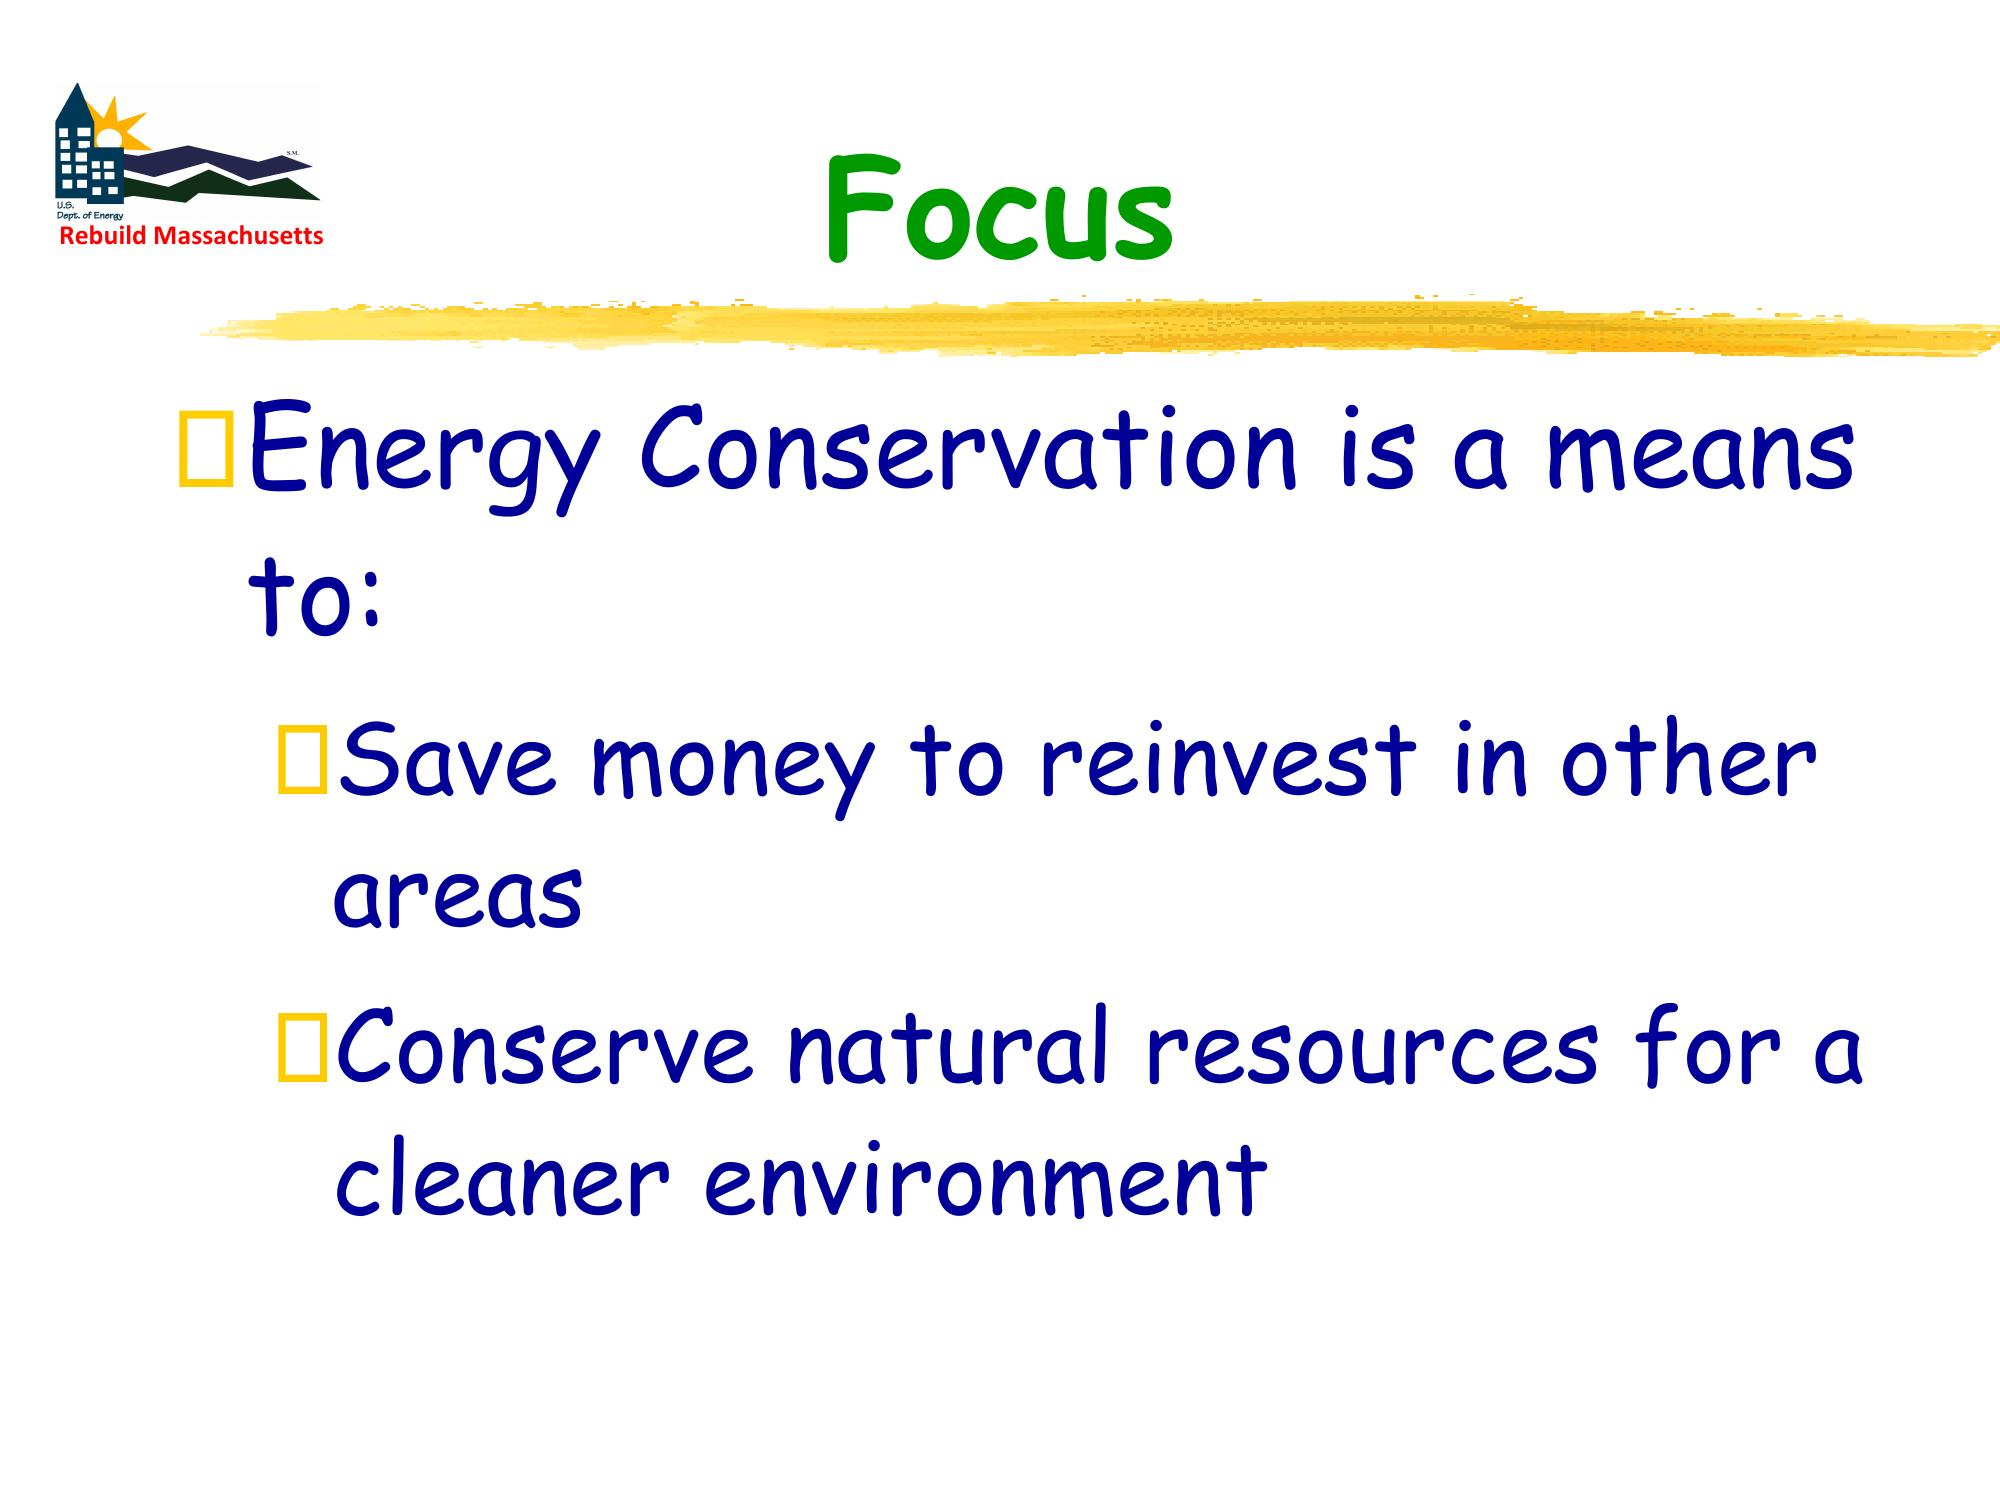 S.M.
U.S.
Dept. of Energy
Rebuild Massachusetts
Focus
Energy Conservation is a means
to:
Save money to reinvest in other
areas
Conserve natural resources for a
cleaner environment